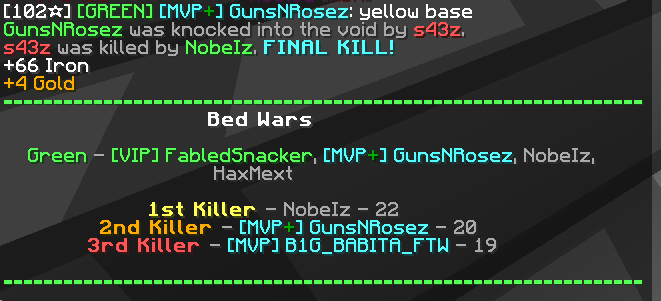 [102☆] [GREEN] [MVP+] GunsNRosez: yellow base
GunsNRosez was knocked into the void by s43z.
s43z was killed by NobeIz. FINAL KILL!
+66 Iron
+4 Gold
Bed Wars
Green - [VIP] FabledSnacker, [MVP+] GunsNRosez, NobeIz,
HaxMext
1st Killer - NobeIz - 22
2nd Killer - [MVP+] GunsNRosez - 20
3rd Killer - [MVP] B1G_BABITA_FTW - 19